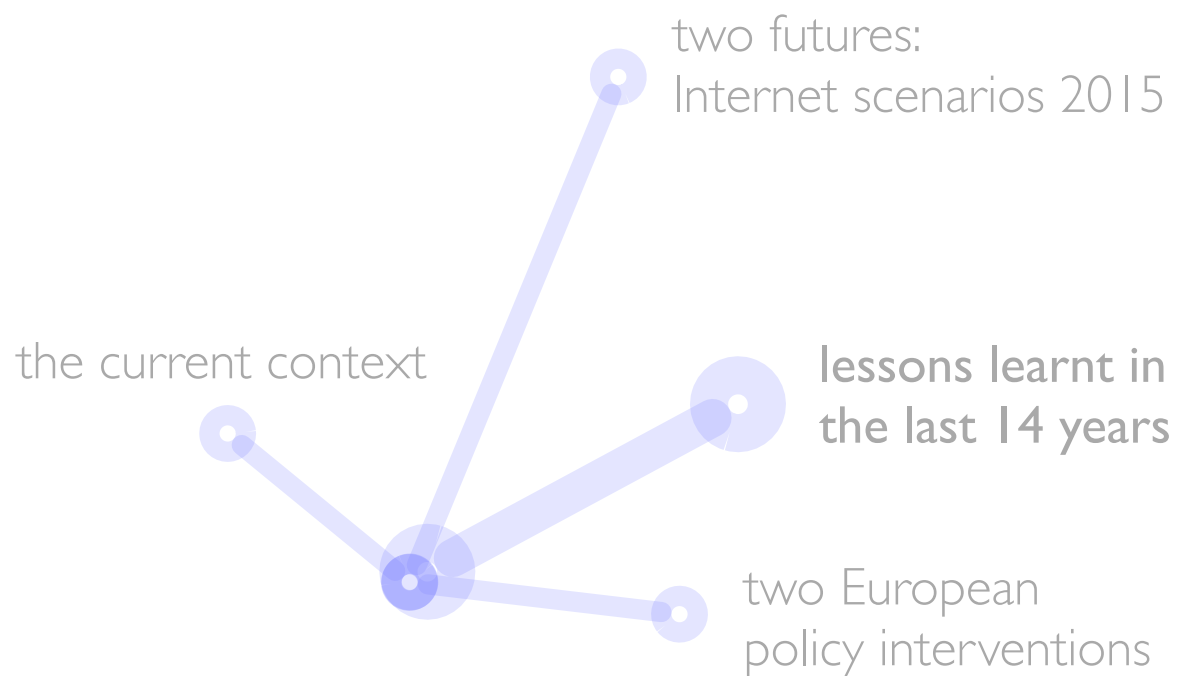 two futures:
Internet scenarios 2015
the current context
lessons learnt in
the last 14 years
two European
policy interventions